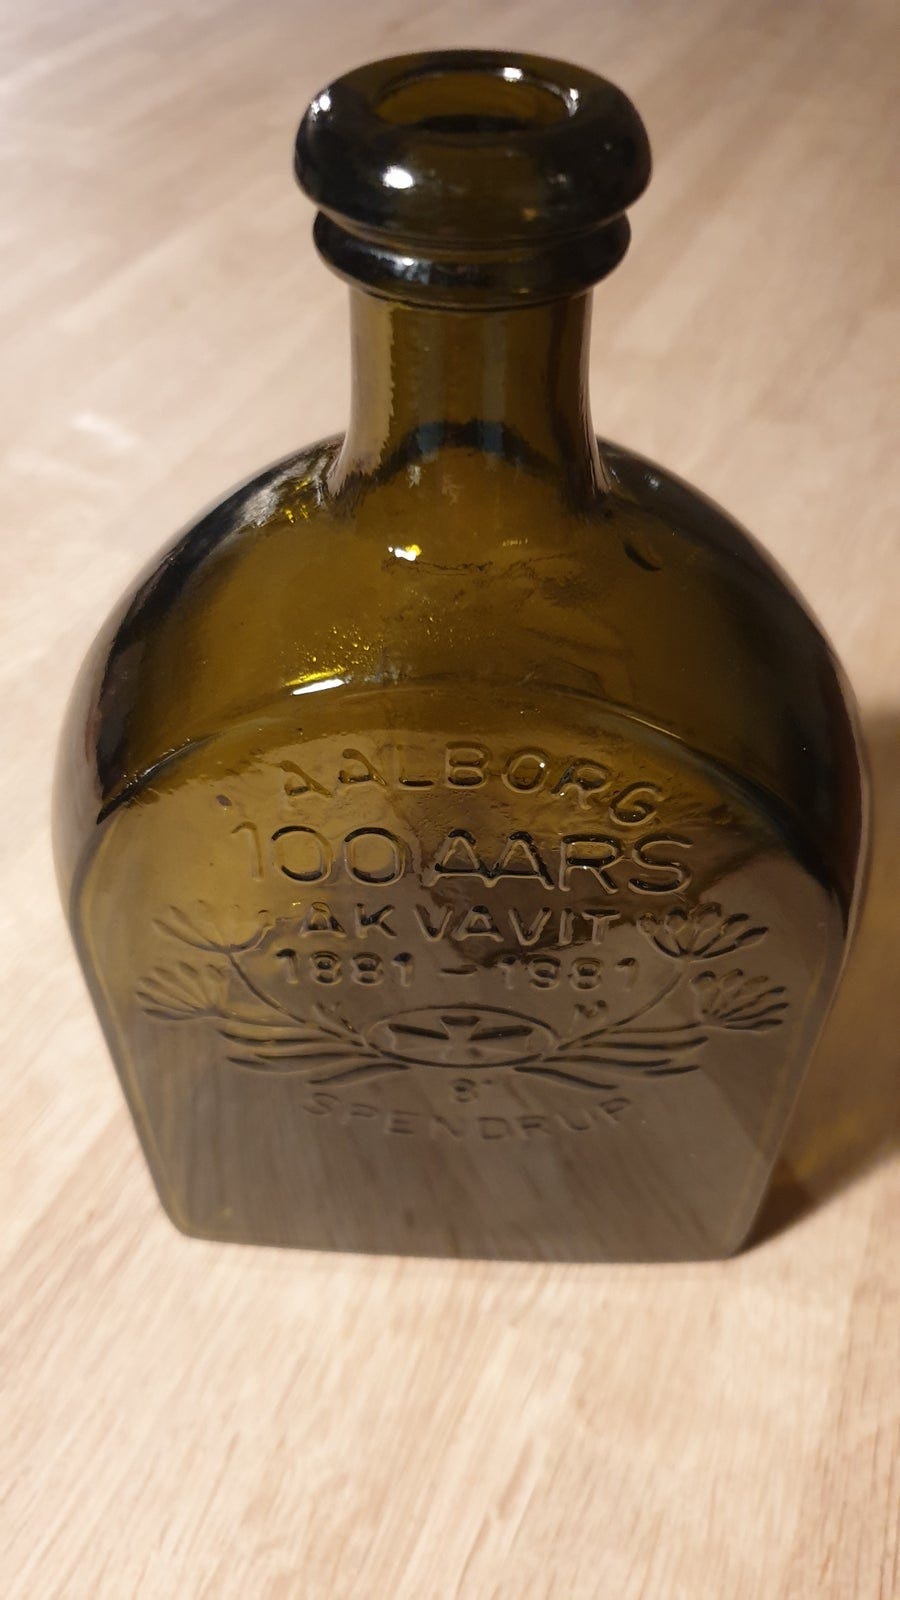 AALBORG
100 AARS
AKVAVIT
1881-1981
SPENDRUP